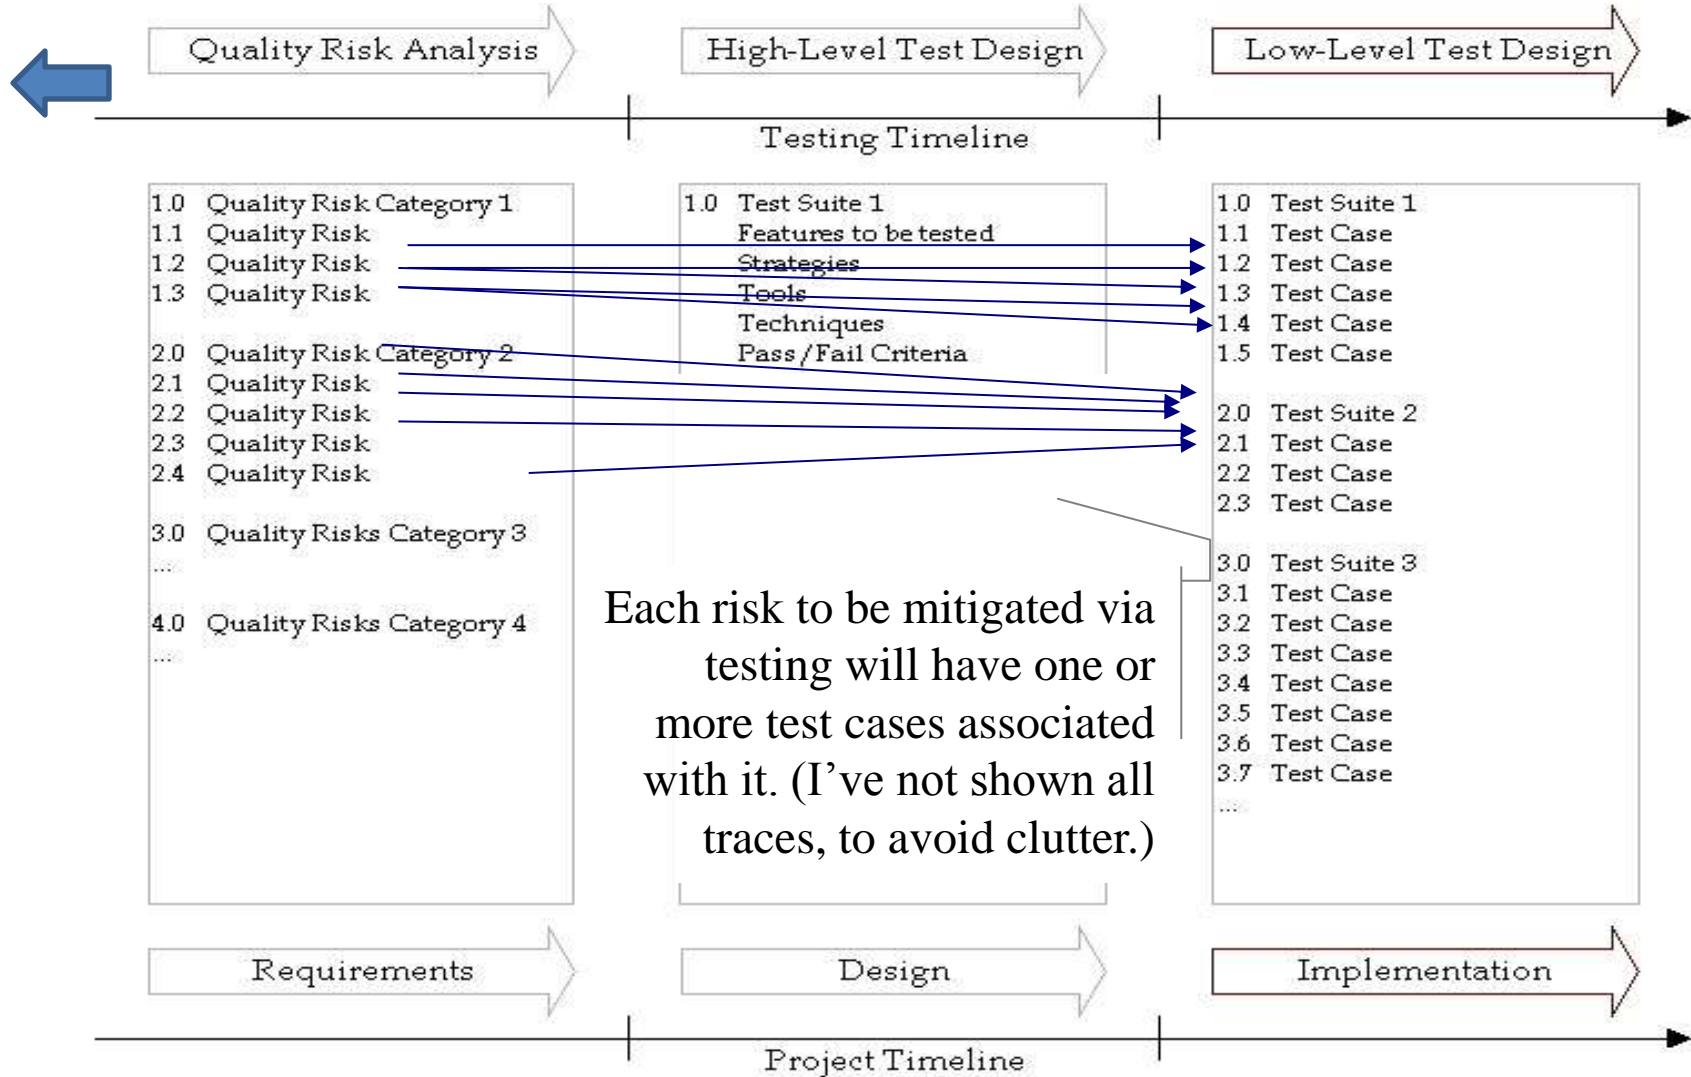 Quality Risk Analysis
High-Level Test Design
Low-Level Test Design
Testing Timeline
1.0 Quality Risk Category 1
1.1 Quality Risk
1.2 Quality Risk
1.3 Quality Risk
2.0 Quality Risk Category 2
2.1 Quality Risk
2.2 Quality Risk
2.3 Quality Risk
2.4 Quality Risk
3.0 Quality Risks Category 3
...
4.0 Quality Risks Category 4
...
1.0 Test Suite 1
Features to be tested
Strategies
Tools
Techniques
Pass/Fail Criteria
1.0 Test Suite 1
1.1 Test Case
1.2 Test Case
1.3 Test Case
1.4 Test Case
1.5 Test Case
2.0 Test Suite 2
2.1 Test Case
2.2 Test Case
2.3 Test Case
3.0 Test Suite 3
3.1 Test Case
3.2 Test Case
3.3 Test Case
3.4 Test Case
3.5 Test Case
3.6 Test Case
3.7 Test Case
...
Each risk to be mitigated via
testing will have one or
more test cases associated
with it. (I’ve not shown all
traces, to avoid clutter.)
Requirements
Design
Implementation
Project Timeline